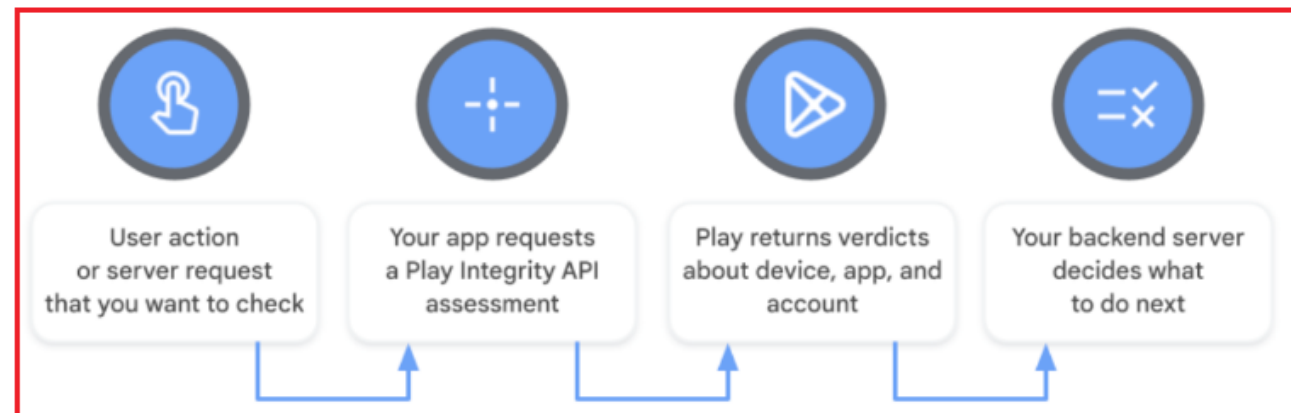 User action
or server request
that you want to check
Your app requests
a Play Integrity API
assessment
Play returns verdicts
about device, app, and
account
Your backend server
decides what
to do next